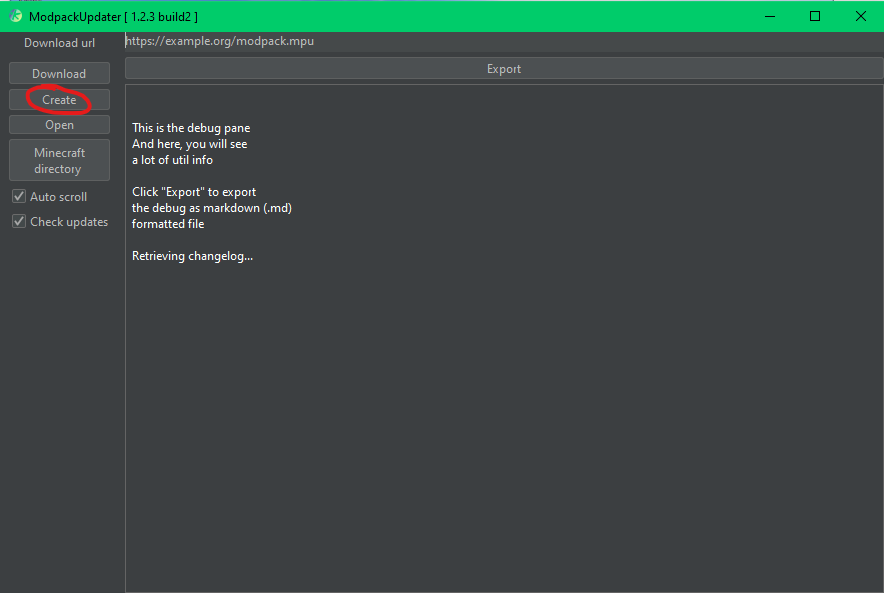 ModpackUpdater [ 1.2.3 build2 ]
Download url
https://example.org/modpack.mpu
Download
Export
Create
Open
Minecraft
directory
Auto scroll
Check updates
This is the debug pane
And here, you will see
a lot of util info
Click "Export" to export
the debug as markdown (.md)
formatted file
Retrieving changelog...